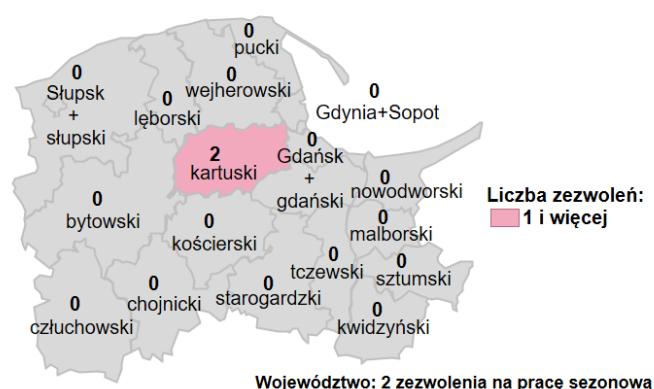 0
pucki
0
wejherowski
0
Słupsk
+
słupski
0
lęborski
0
Gdynia+Sopot
2
kartuski
0
Gdańsk
+
gdański
0
nowodworski
Liczba zezwoleń:
1 i więcej
0
bytowski
0
kościerski
0
malborski
0
tczewski
0
sztumski
0
człuchowski
0
chojnicki
0
starogardzki
0
kwidzyński
Województwo: 2 zezwolenia na pracę sezonową